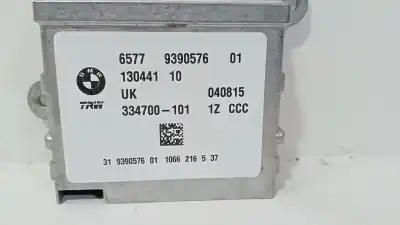 BMW
6577 9390576 01
130441 10
UK 040815
TRW
334700-101 1Z CCC
31 9390576 01 1066 216 5 37